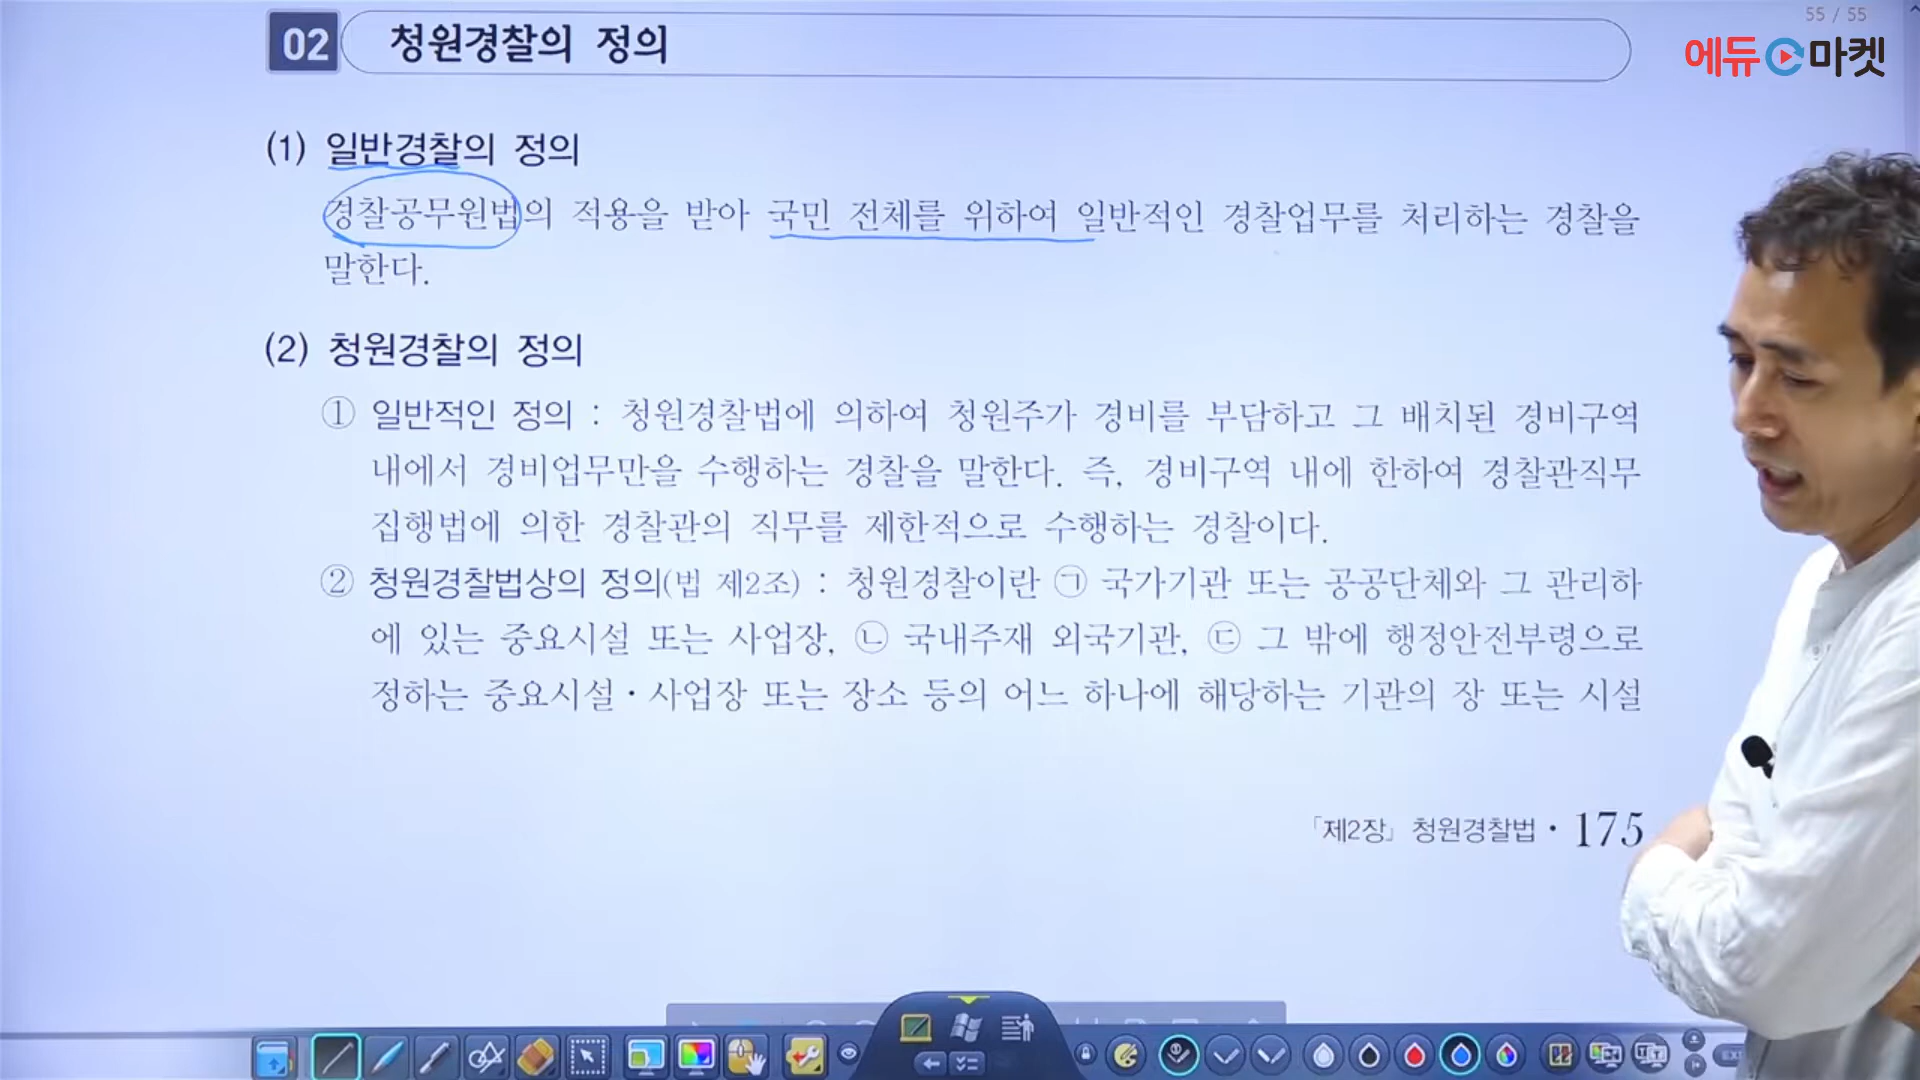 55 / 55
에듀마켓
02 청원경찰의 정의
(1) 일반경찰의 정의
경찰공무원법의 적용을 받아 국민 전체를 위하여 일반적인 경찰업무를 처리하는 경찰을
말한다.
(2) 청원경찰의 정의
① 일반적인 정의 : 청원경찰법에 의하여 청원주가 경비를 부담하고 그 배치된 경비구역
내에서 경비업무만을 수행하는 경찰을 말한다. 즉, 경비구역 내에 한하여 경찰관직무
집행법에 의한 경찰관의 직무를 제한적으로 수행하는 경찰이다.
② 청원경찰법상의 정의(법 제2조) : 청원경찰이란 ㉠ 국가기관 또는 공공단체와 그 관리하
에 있는 중요시설 또는 사업장, ㉡ 국내주재 외국기관, ㉢ 그 밖에 행정안전부령으로
정하는 중요시설·사업장 또는 장소 등의 어느 하나에 해당하는 기관의 장 또는 시설
「제2장」 청원경찰법 · 175